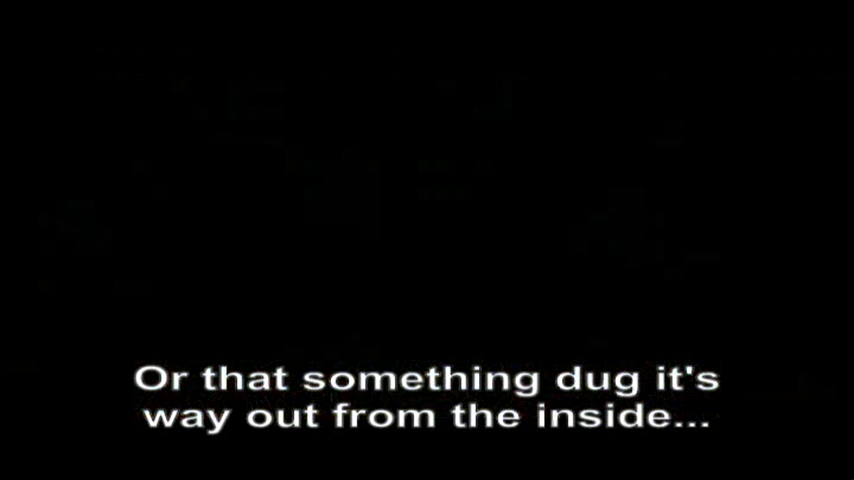 Or that something dug it's
way out from the inside...